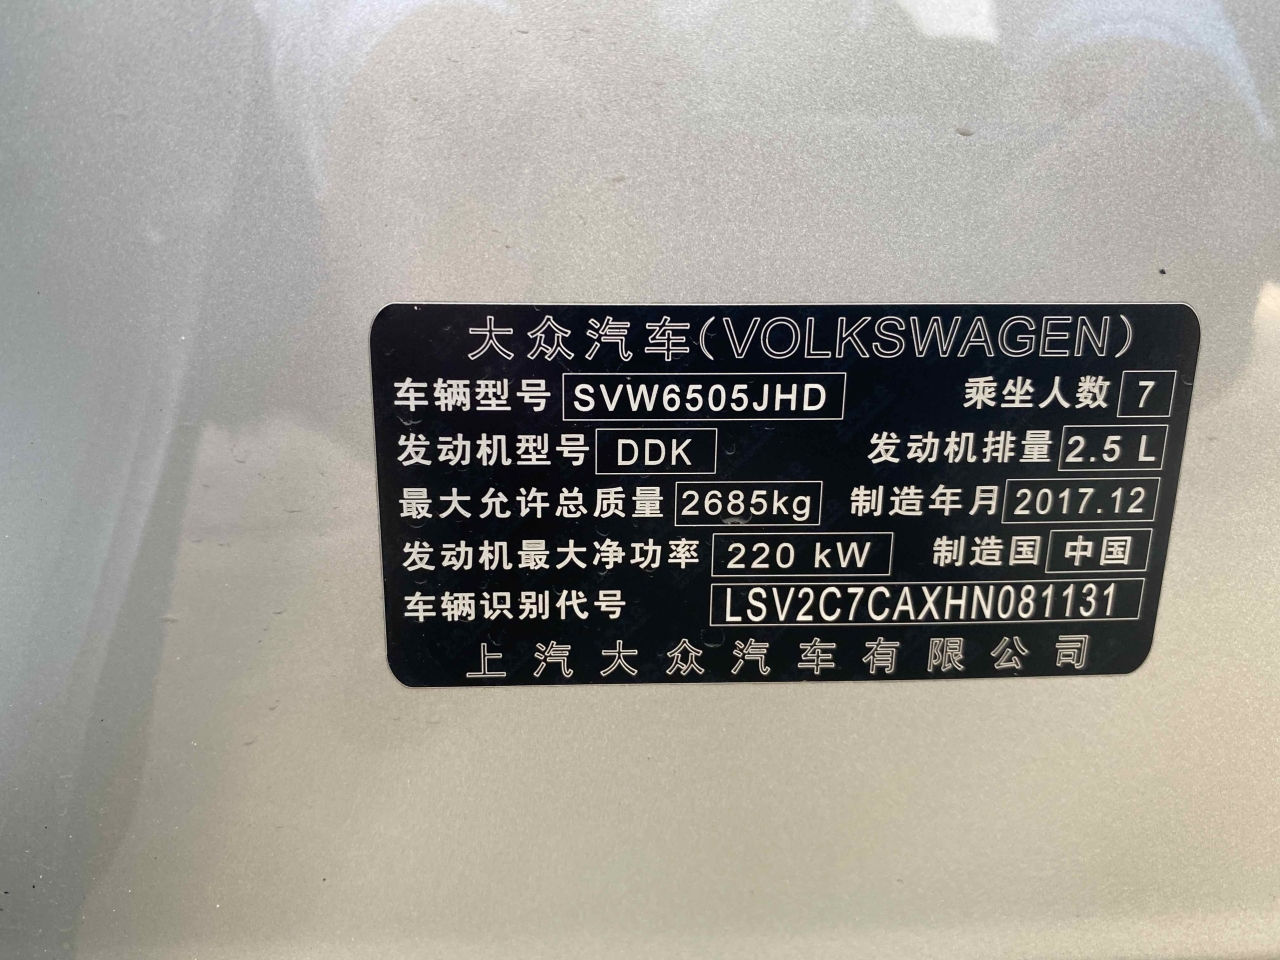 大众汽车(VOLKSWAGEN)
车辆型号 SVW6505JHD 乘坐人数 7
发动机型号 DDK 发动机排量 2.5 L
最大允许总质量 2685kg 制造年月 2017.12
发动机最大净功率 220 kW 制造国 中国
车辆识别代号 LSV2C7CAXHN081131
上汽大众汽车有限公司